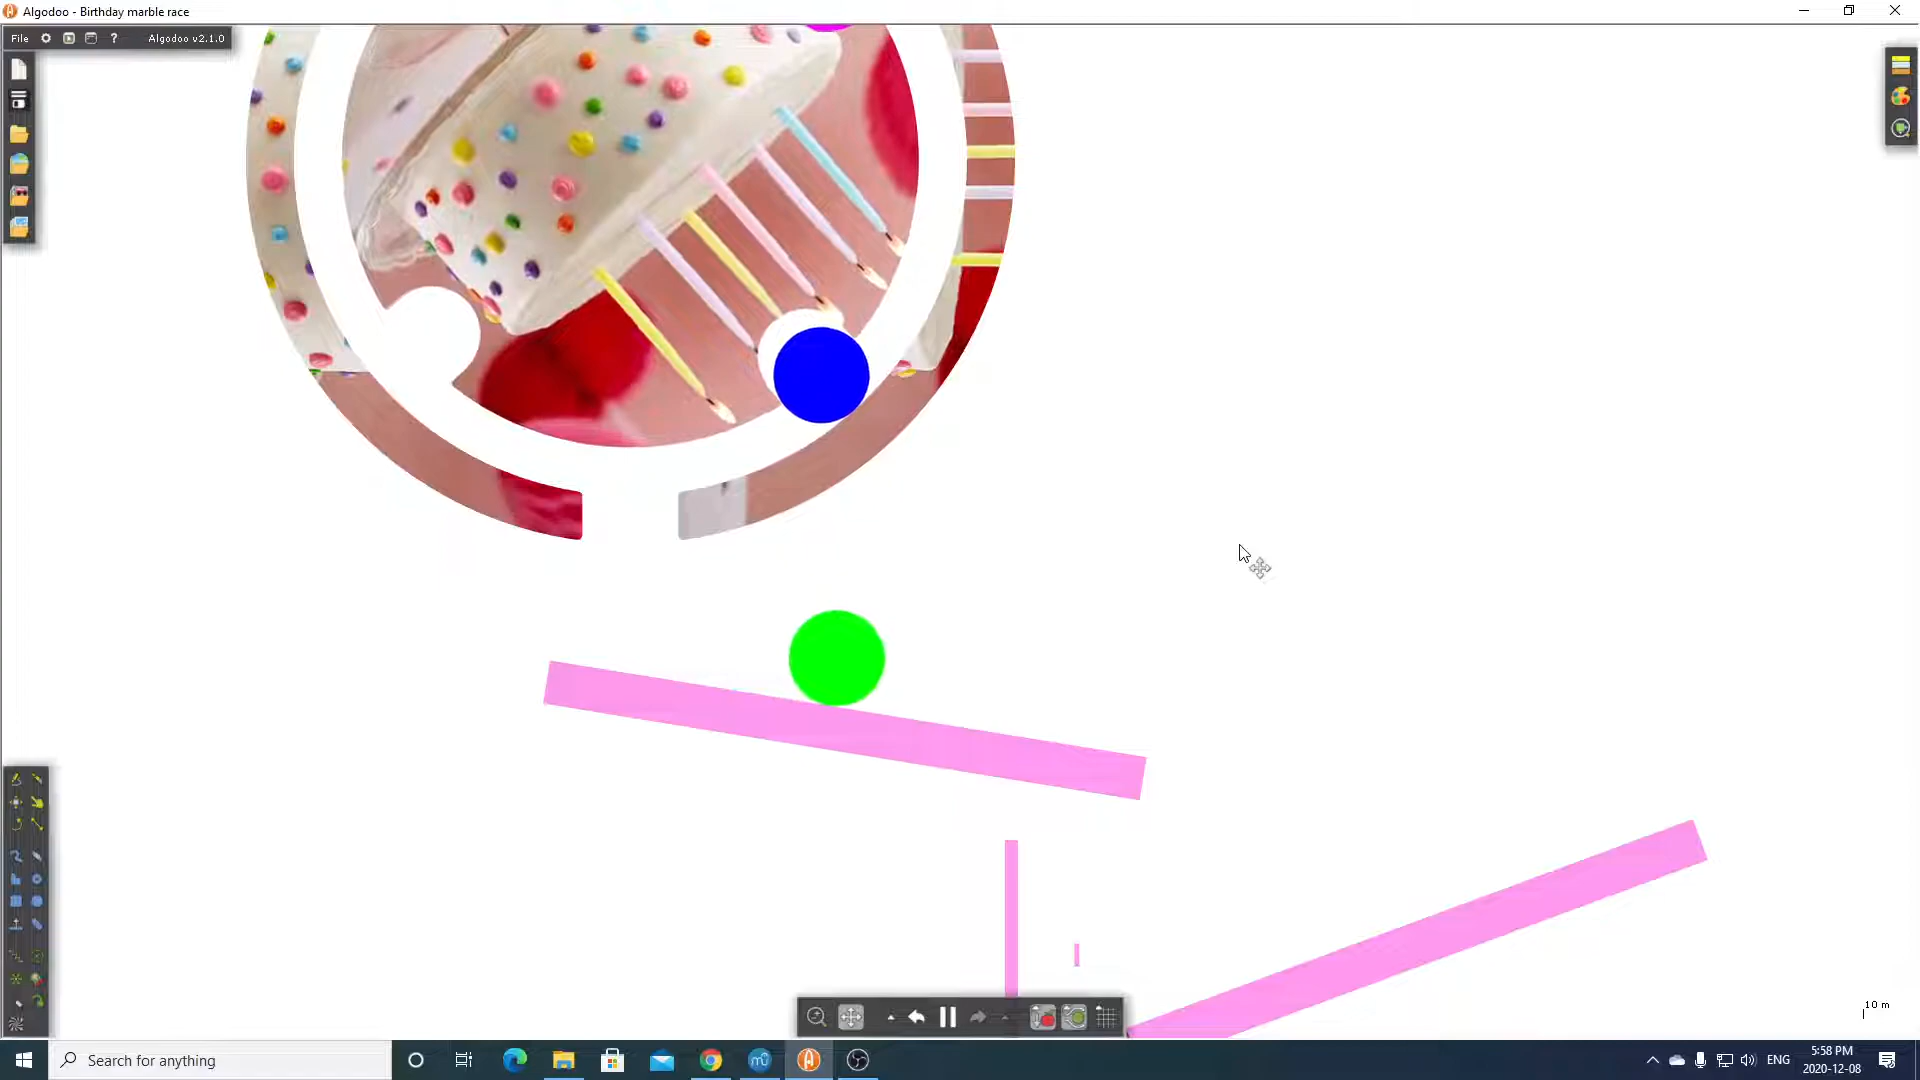 Algodoo - Birthday marble race
File ? Algodoo v2.1.0
10 m
Search for anything
ENG
5:58 PM
2020-12-08